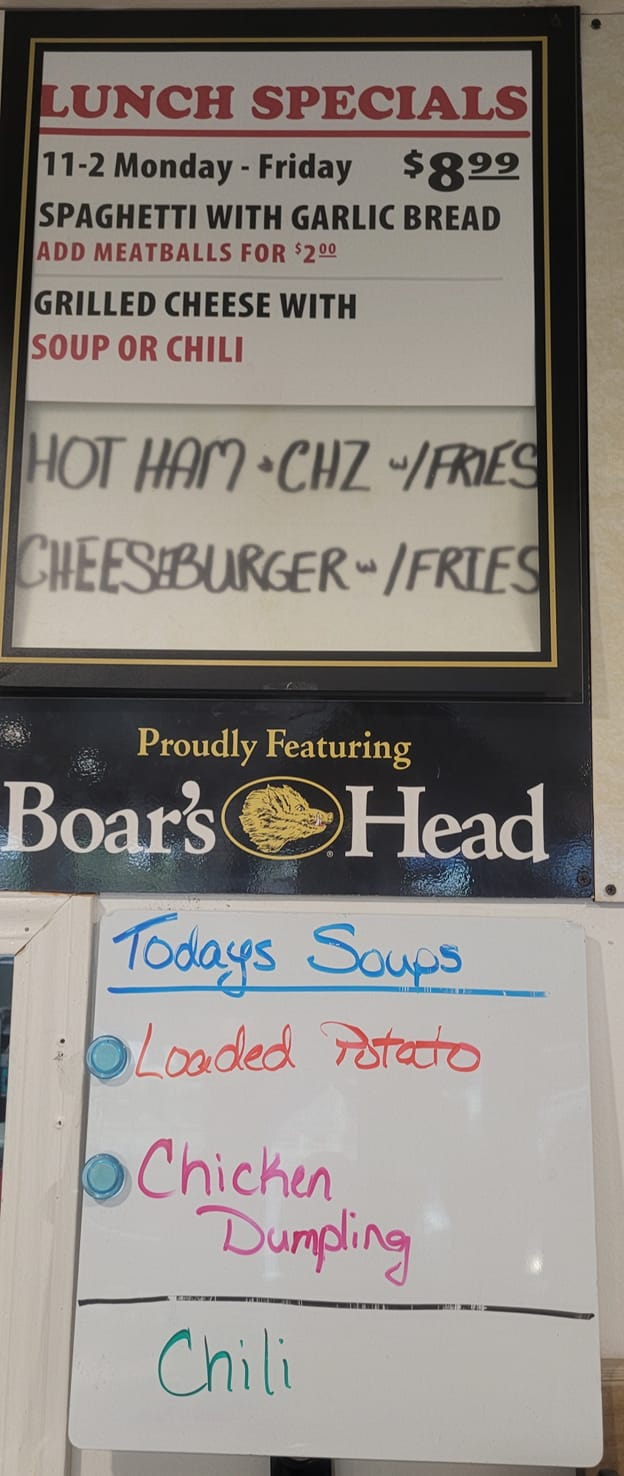 LUNCH SPECIALS
11-2 Monday - Friday $8.99
SPAGHETTI WITH GARLIC BREAD
ADD MEATBALLS FOR $2.00
GRILLED CHEESE WITH
SOUP OR CHILI
HOT HAM & CHZ w/FRIES
CHEESEBURGER w/FRIES
Proudly Featuring
Boar's Head
Todays Soups
Loaded Potato
Chicken
Dumpling
Chili